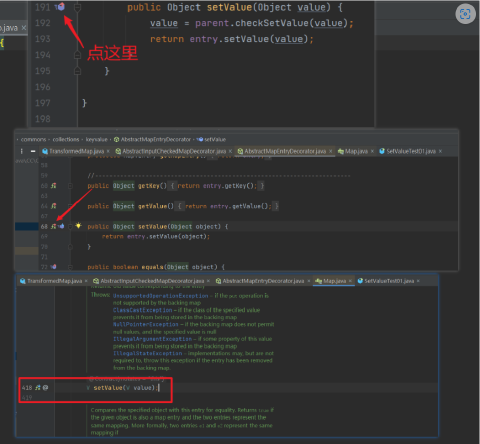 191 public Object setValue(Object value) {
192 value = parent.checkSetValue(value);
点这里
193 return entry.setValue(value);
194 }
195 }
196
197 }
198
commons collections keyvalue AbstractMapEntryDecorator setValue
TransformedMap.java AbstractInputCheckedMapDecorator.java AbstractMapEntryDecorator.java Map.java SetValueTest01.java
public Object getKey() { return entry.getKey(); }
64 public Object getValue() { return entry.getValue(); }
68 public Object setValue(Object object) {
return entry.setValue(object);
70 }
72 public boolean equals(Object object) {
TransformedMap.java AbstractInputCheckedMapDecorator.java AbstractMapEntryDecorator.java Map.java SetValueTest01.java
Throws: UnsupportedOperationException – if the put operation is
not supported by the backing map
ClassCastException – if the class of the specified value
prevents it from being stored in the backing map
NullPointerException – if the backing map does not permit
null values, and the specified value is null
IllegalArgumentException – if some property of this value
prevents it from being stored in the backing map
IllegalStateException – implementations may, but are not
required to, throw this exception if the entry has been removed
from the backing map
418 V setValue(V value);
419
Compares the specified object with this entry for equality. Returns true if
the given object is also a map entry and the two entries represent the
same mapping. More formally, two entries e1 and e2 represent the same
mapping if